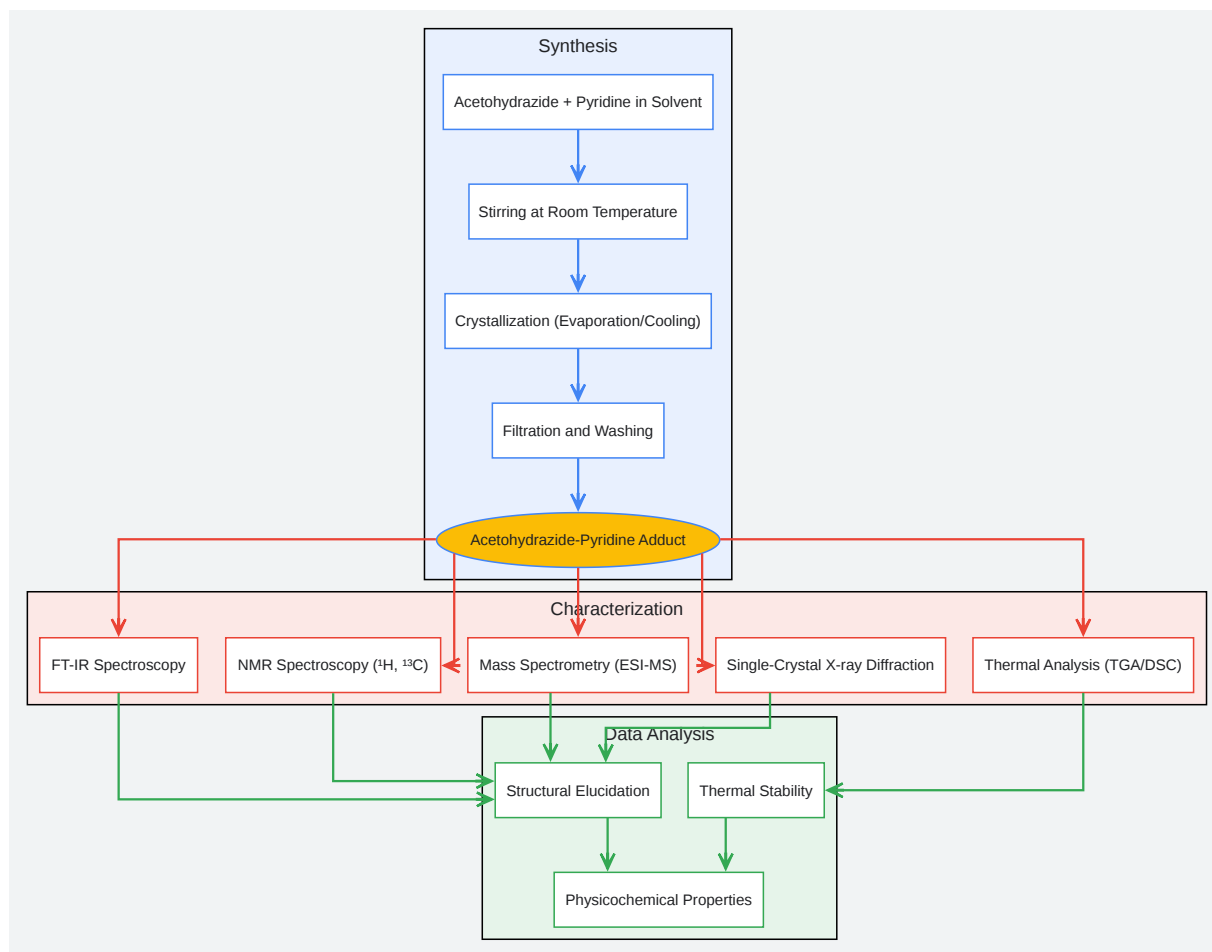 Synthesis
Acetohydrazide + Pyridine in Solvent
Stirring at Room Temperature
Crystallization (Evaporation/Cooling)
Filtration and Washing
Acetohydrazide-Pyridine Adduct
Characterization
FT-IR Spectroscopy
NMR Spectroscopy (¹H, ¹³C)
Mass Spectrometry (ESI-MS)
Single-Crystal X-ray Diffraction
Thermal Analysis (TGA/DSC)
Data Analysis
Structural Elucidation
Thermal Stability
Physicochemical Properties